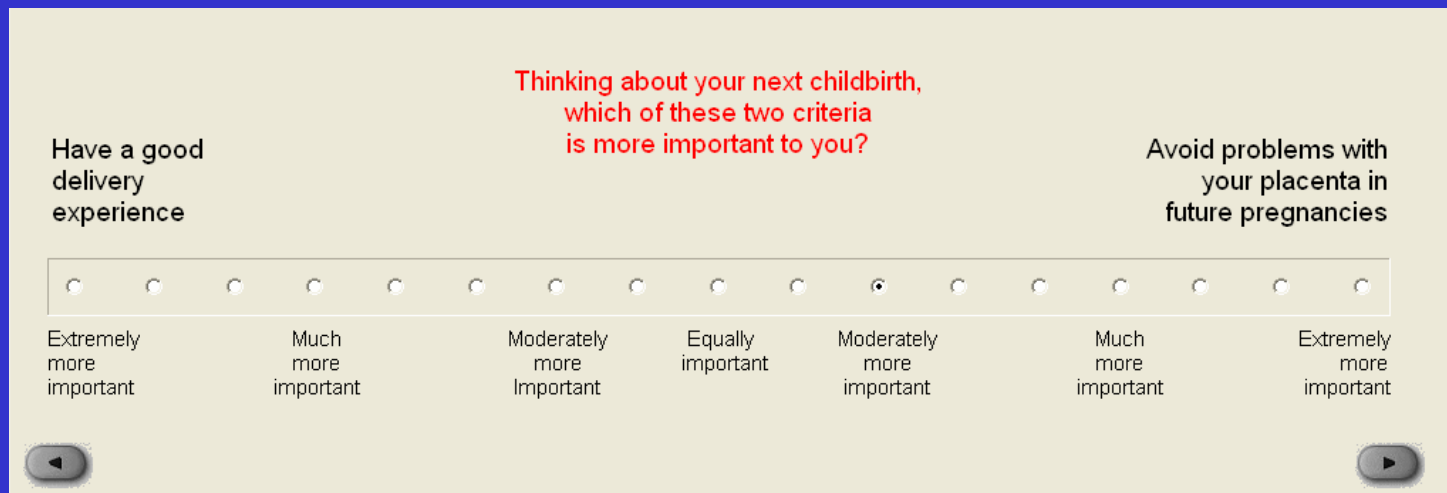 Thinking about your next childbirth,
which of these two criteria
is more important to you?
Have a good
delivery
experience
Avoid problems with
your placenta in
future pregnancies
Extremely
more
important
Much
more
important
Moderately
more
Important
Equally
important
Moderately
more
important
Much
more
important
Extremely
more
important